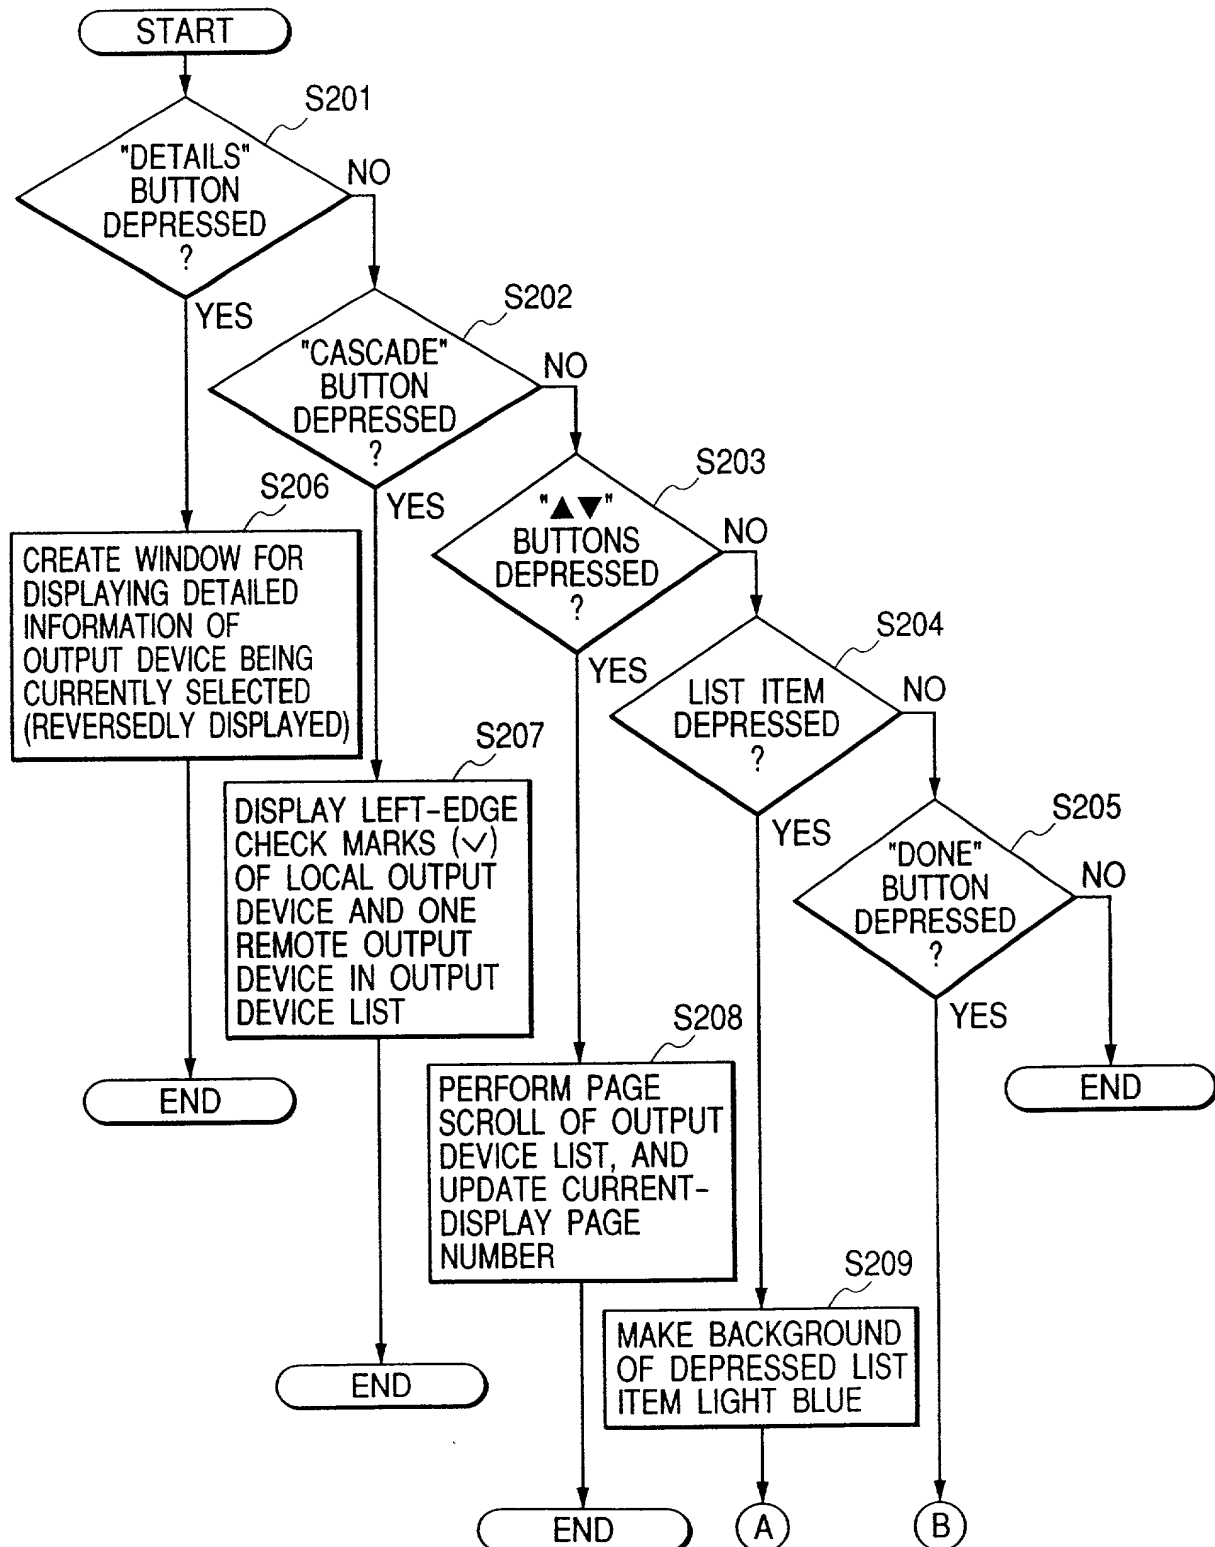 START
S201
"DETAILS"
BUTTON
DEPRESSED
?
NO
YES
S202
"CASCADE"
BUTTON
DEPRESSED
?
NO
YES
S203
"▲▼"
BUTTONS
DEPRESSED
?
NO
YES
S204
LIST ITEM
DEPRESSED
?
NO
YES
S205
"DONE"
BUTTON
DEPRESSED
?
NO
YES
S206
CREATE WINDOW FOR
DISPLAYING DETAILED
INFORMATION OF
OUTPUT DEVICE BEING
CURRENTLY SELECTED
(REVERSEDLY DISPLAYED)
END
S207
DISPLAY LEFT-EDGE
CHECK MARKS (✓)
OF LOCAL OUTPUT
DEVICE AND ONE
REMOTE OUTPUT
DEVICE IN OUTPUT
DEVICE LIST
END
S208
PERFORM PAGE
SCROLL OF OUTPUT
DEVICE LIST, AND
UPDATE CURRENT-
DISPLAY PAGE
NUMBER
END
S209
MAKE BACKGROUND
OF DEPRESSED LIST
ITEM LIGHT BLUE
A
B
END